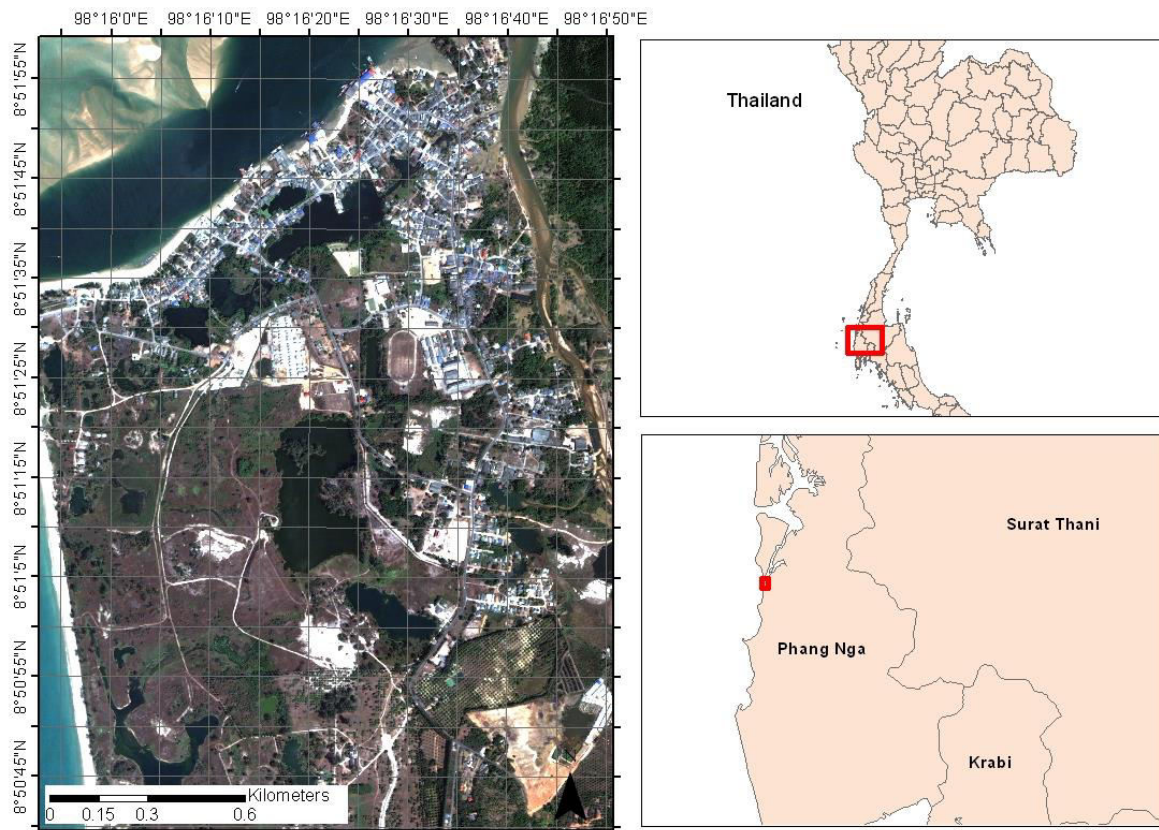 98°16'0"E 98°16'10"E 98°16'20"E 98°16'30"E 98°16'40"E 98°16'50"E
8°51'55"N
8°51'45"N
8°51'35"N
8°51'25"N
8°51'15"N
8°51'5"N
8°50'55"N
8°50'45"N
Kilometers
0 0.15 0.3 0.6
Thailand
Surat Thani
Phang Nga
Krabi